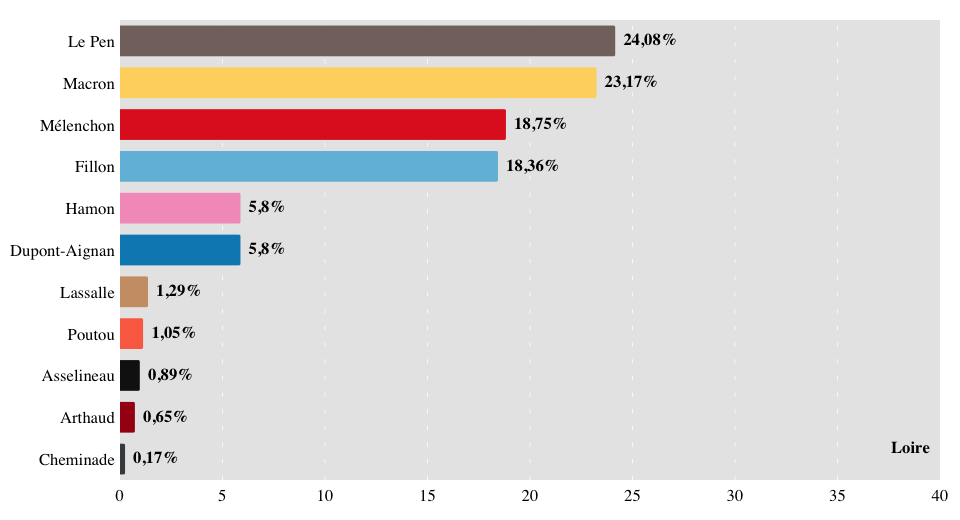 Le Pen 24,08%
Macron 23,17%
Mélenchon 18,75%
Fillon 18,36%
Hamon 5,8%
Dupont-Aignan 5,8%
Lassalle 1,29%
Poutou 1,05%
Asselineau 0,89%
Arthaud 0,65%
Loire
Cheminade 0,17%
0 5 10 15 20 25 30 35 40